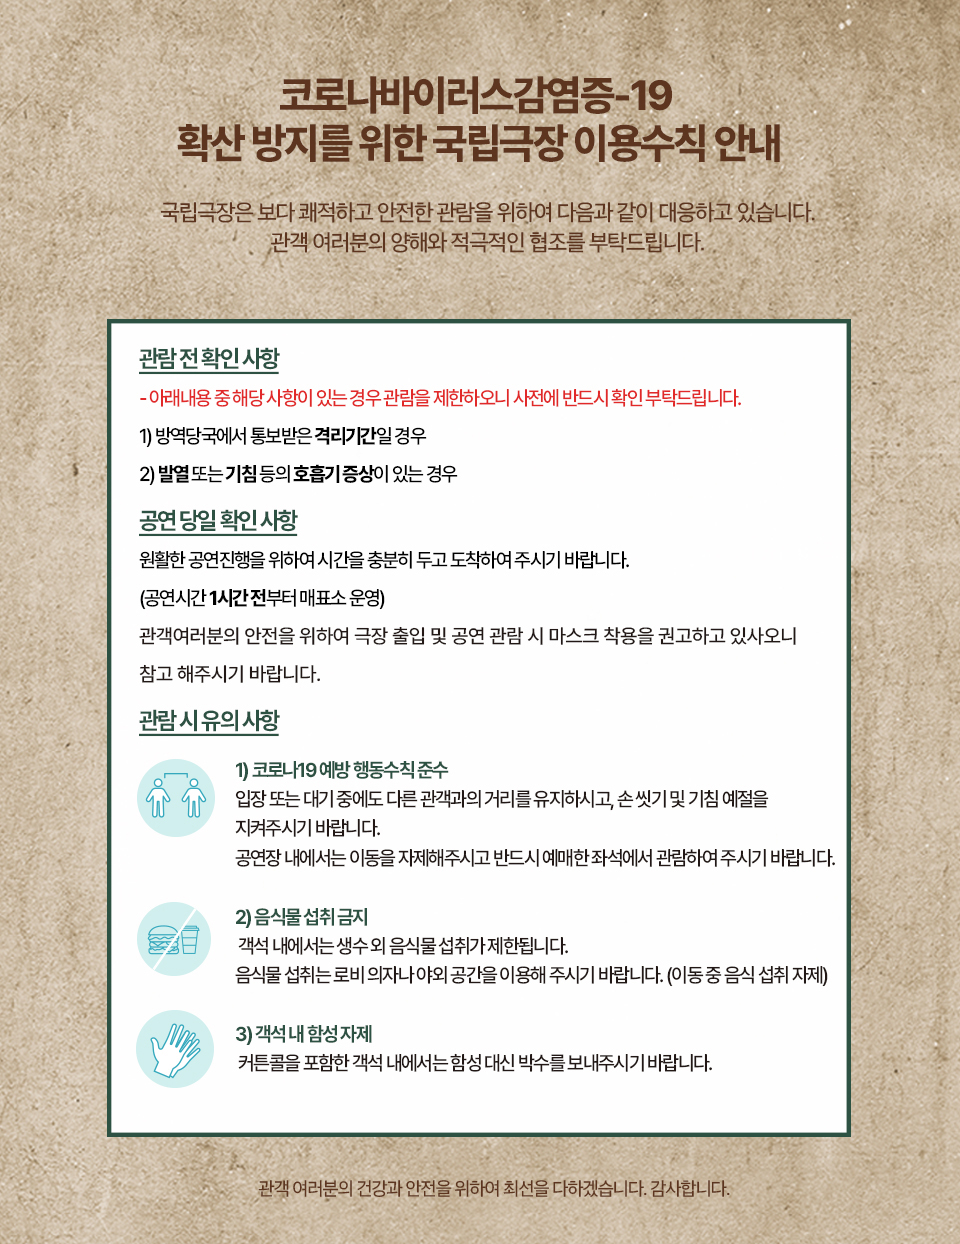 코로나바이러스감염증-19
확산 방지를 위한 국립극장 이용수칙 안내
국립극장은 보다 쾌적하고 안전한 관람을 위하여 다음과 같이 대응하고 있습니다.
관객 여러분의 양해와 적극적인 협조를 부탁드립니다.
관람 전 확인 사항
- 아래내용 중 해당 사항이 있는 경우 관람을 제한하오니 사전에 반드시 확인 부탁드립니다.
1) 방역당국에서 통보받은 격리기간일 경우
2) 발열 또는 기침 등의 호흡기 증상이 있는 경우
공연 당일 확인 사항
원활한 공연진행을 위하여 시간을 충분히 두고 도착하여 주시기 바랍니다.
(공연시간 1시간 전부터 매표소 운영)
관객여러분의 안전을 위하여 극장 출입 및 공연 관람 시 마스크 착용을 권고하고 있사오니
참고 해주시기 바랍니다.
관람 시 유의 사항
1) 코로나19 예방 행동수칙 준수
입장 또는 대기 중에도 다른 관객과의 거리를 유지하시고, 손 씻기 및 기침 예절을
지켜주시기 바랍니다.
공연장 내에서는 이동을 자제해주시고 반드시 예매한 좌석에서 관람하여 주시기 바랍니다.
2) 음식물 섭취 금지
객석 내에서는 생수 외 음식물 섭취가 제한됩니다.
음식물 섭취는 로비 의자나 야외 공간을 이용해 주시기 바랍니다. (이동 중 음식 섭취 자제)
3) 객석 내 함성 자제
커튼콜을 포함한 객석 내에서는 함성 대신 박수를 보내주시기 바랍니다.
관객 여러분의 건강과 안전을 위하여 최선을 다하겠습니다. 감사합니다.